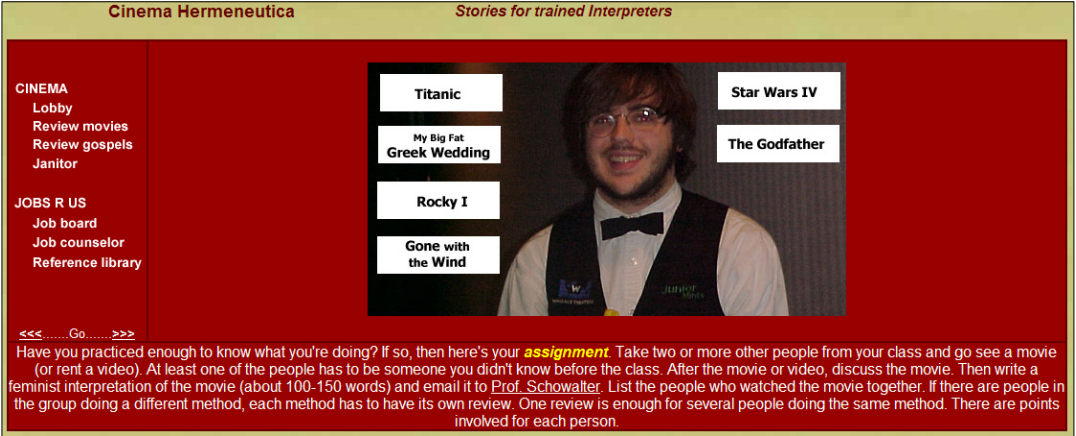 Cinema Hermeneutica
Stories for trained Interpreters
CINEMA
Lobby
Review movies
Review gospels
Janitor
JOBS R US
Job board
Job counselor
Reference library
<<<.......Go.......>>>
Titanic
My Big Fat
Greek Wedding
Rocky I
Gone with
the Wind
Star Wars IV
The Godfather
W
Junior
Mints
Have you practiced enough to know what you're doing? If so, then here's your assignment. Take two or more other people from your class and go see a movie
(or rent a video). At least one of the people has to be someone you didn't know before the class. After the movie or video, discuss the movie. Then write a
feminist interpretation of the movie (about 100-150 words) and email it to Prof. Schowalter. List the people who watched the movie together. If there are people in
the group doing a different method, each method has to have its own review. One review is enough for several people doing the same method. There are points
involved for each person.